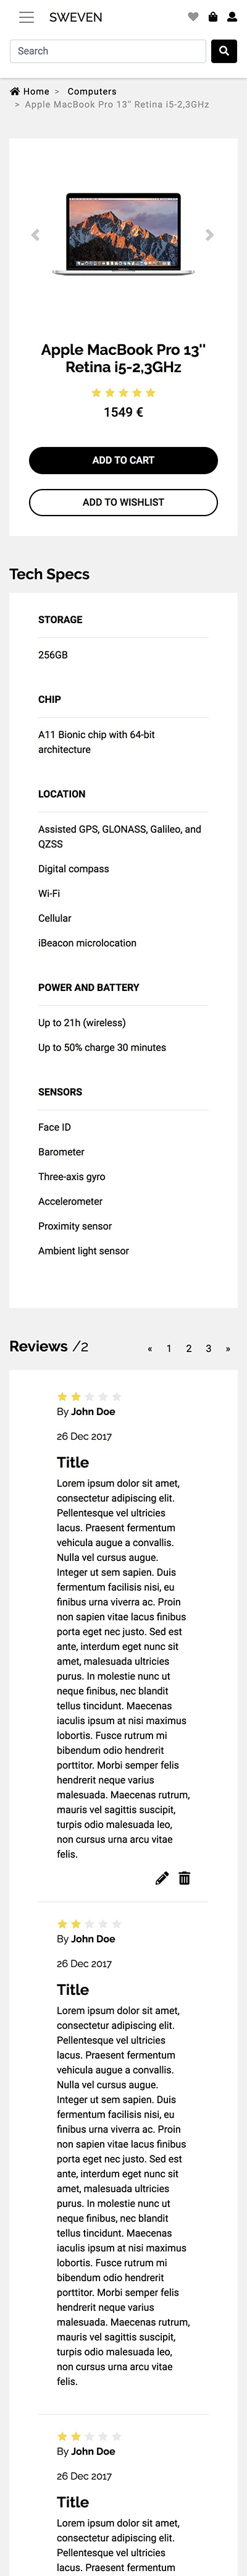 SWEVEN
Search
Home > Computers
> Apple MacBook Pro 13" Retina i5-2,3GHz
Apple MacBook Pro 13''
Retina i5-2,3GHz
1549 €
ADD TO CART
ADD TO WISHLIST
Tech Specs
STORAGE
256GB
CHIP
A11 Bionic chip with 64-bit
architecture
LOCATION
Assisted GPS, GLONASS, Galileo, and
QZSS
Digital compass
Wi-Fi
Cellular
iBeacon microlocation
POWER AND BATTERY
Up to 21h (wireless)
Up to 50% charge 30 minutes
SENSORS
Face ID
Barometer
Three-axis gyro
Accelerometer
Proximity sensor
Ambient light sensor
Reviews /2 « 1 2 3 »
By John Doe
26 Dec 2017
Title
Lorem ipsum dolor sit amet,
consectetur adipiscing elit.
Pellentesque vel ultricies
lacus. Praesent fermentum
vehicula augue a convallis.
Nulla vel cursus augue.
Integer ut sem sapien. Duis
fermentum facilisis nisi, eu
finibus urna viverra ac. Proin
non sapien vitae lacus finibus
porta eget nec justo. Sed est
ante, interdum eget nunc sit
amet, malesuada ultricies
purus. In molestie nunc ut
neque finibus, nec blandit
tellus tincidunt. Maecenas
iaculis ipsum at nisi maximus
lobortis. Fusce rutrum mi
bibendum odio hendrerit
porttitor. Morbi semper felis
hendrerit neque varius
malesuada. Maecenas rutrum,
mauris vel sagittis suscipit,
turpis odio malesuada leo,
non cursus urna arcu vitae
felis.
By John Doe
26 Dec 2017
Title
Lorem ipsum dolor sit amet,
consectetur adipiscing elit.
Pellentesque vel ultricies
lacus. Praesent fermentum
vehicula augue a convallis.
Nulla vel cursus augue.
Integer ut sem sapien. Duis
fermentum facilisis nisi, eu
finibus urna viverra ac. Proin
non sapien vitae lacus finibus
porta eget nec justo. Sed est
ante, interdum eget nunc sit
amet, malesuada ultricies
purus. In molestie nunc ut
neque finibus, nec blandit
tellus tincidunt. Maecenas
iaculis ipsum at nisi maximus
lobortis. Fusce rutrum mi
bibendum odio hendrerit
porttitor. Morbi semper felis
hendrerit neque varius
malesuada. Maecenas rutrum,
mauris vel sagittis suscipit,
turpis odio malesuada leo,
non cursus urna arcu vitae
felis.
By John Doe
26 Dec 2017
Title
Lorem ipsum dolor sit amet,
consectetur adipiscing elit.
Pellentesque vel ultricies
lacus. Praesent fermentum